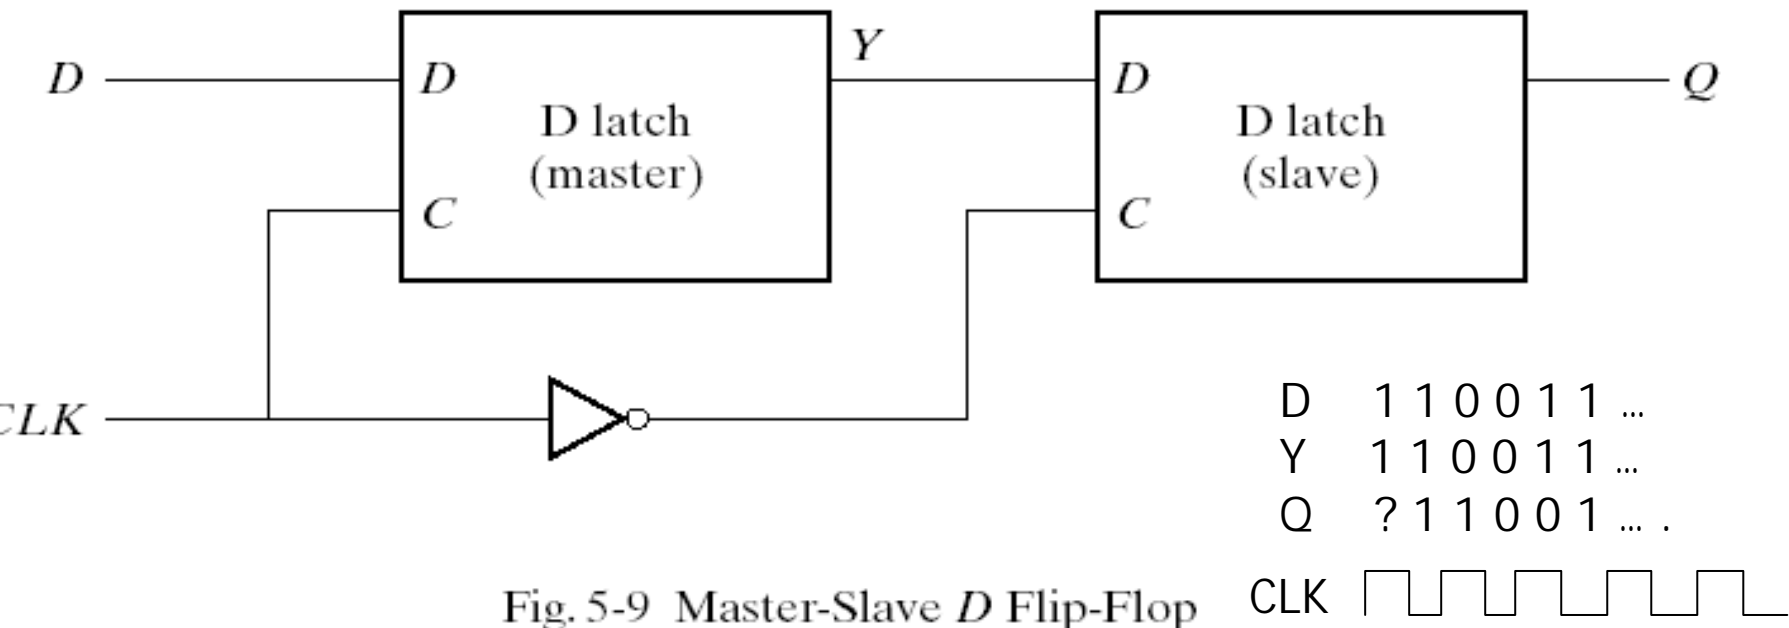 Y
D D D Q
D latch D latch
(master) (slave)
C C
CLK
D 1 1 0 0 1 1 ...
Y 1 1 0 0 1 1 ...
Q ? 1 1 0 0 1 ... .
CLK
Fig. 5-9 Master-Slave D Flip-Flop